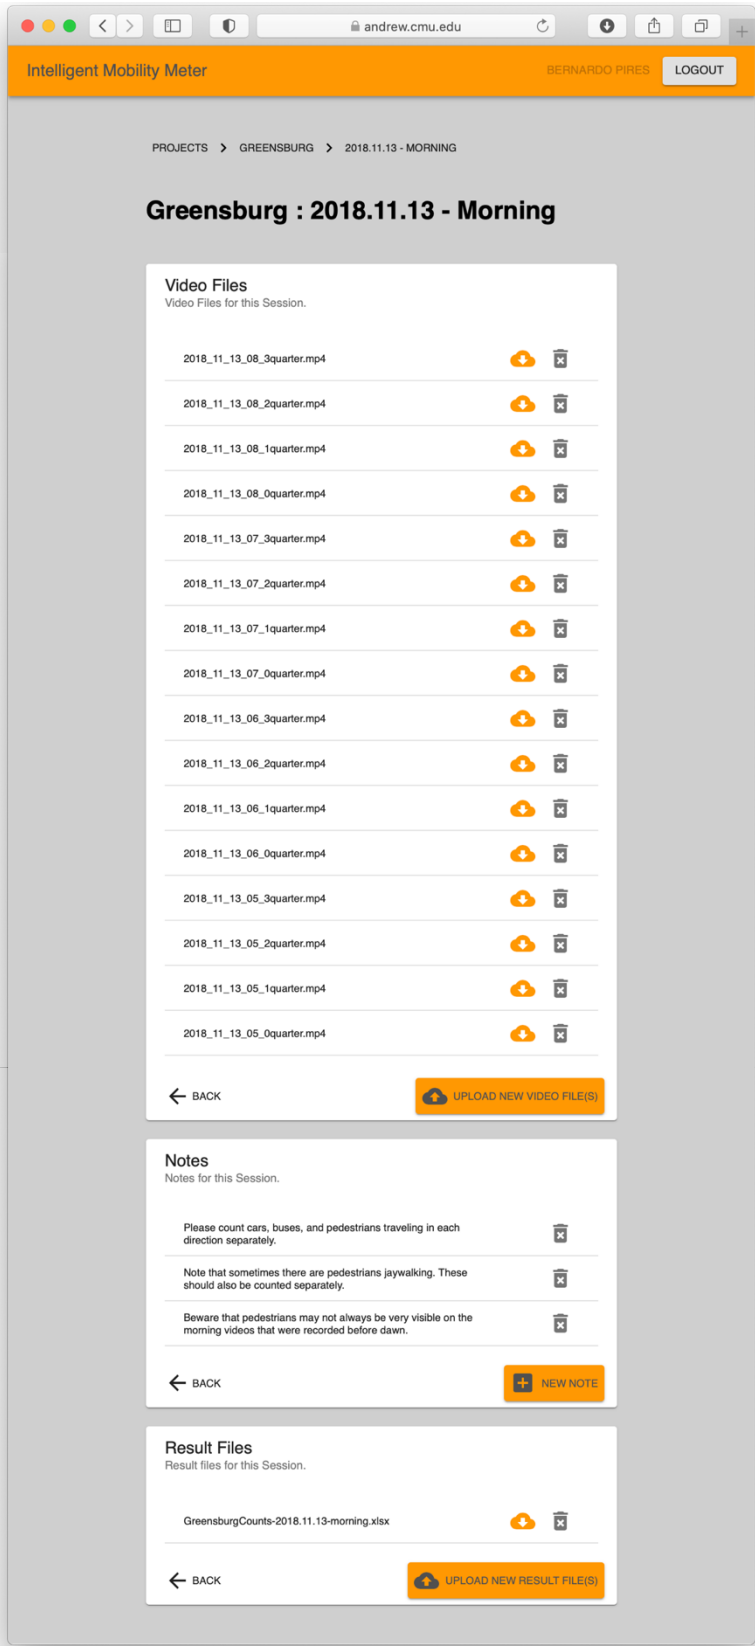 andrew.cmu.edu
Intelligent Mobility Meter
BERNARDO PIRES
LOGOUT
PROJECTS > GREENSBURG > 2018.11.13 - MORNING
Greensburg : 2018.11.13 - Morning
Video Files
Video Files for this Session.
2018_11_13_08_3quarter.mp4
2018_11_13_08_2quarter.mp4
2018_11_13_08_1quarter.mp4
2018_11_13_08_0quarter.mp4
2018_11_13_07_3quarter.mp4
2018_11_13_07_2quarter.mp4
2018_11_13_07_1quarter.mp4
2018_11_13_07_0quarter.mp4
2018_11_13_06_3quarter.mp4
2018_11_13_06_2quarter.mp4
2018_11_13_06_1quarter.mp4
2018_11_13_06_0quarter.mp4
2018_11_13_05_3quarter.mp4
2018_11_13_05_2quarter.mp4
2018_11_13_05_1quarter.mp4
2018_11_13_05_0quarter.mp4
BACK
UPLOAD NEW VIDEO FILE(S)
Notes
Notes for this Session.
Please count cars, buses, and pedestrians traveling in each
direction separately.
Note that sometimes there are pedestrians jaywalking. These
should also be counted separately.
Beware that pedestrians may not always be very visible on the
morning videos that were recorded before dawn.
BACK
NEW NOTE
Result Files
Result files for this Session.
GreensburgCounts-2018.11.13-morning.xlsx
BACK
UPLOAD NEW RESULT FILE(S)